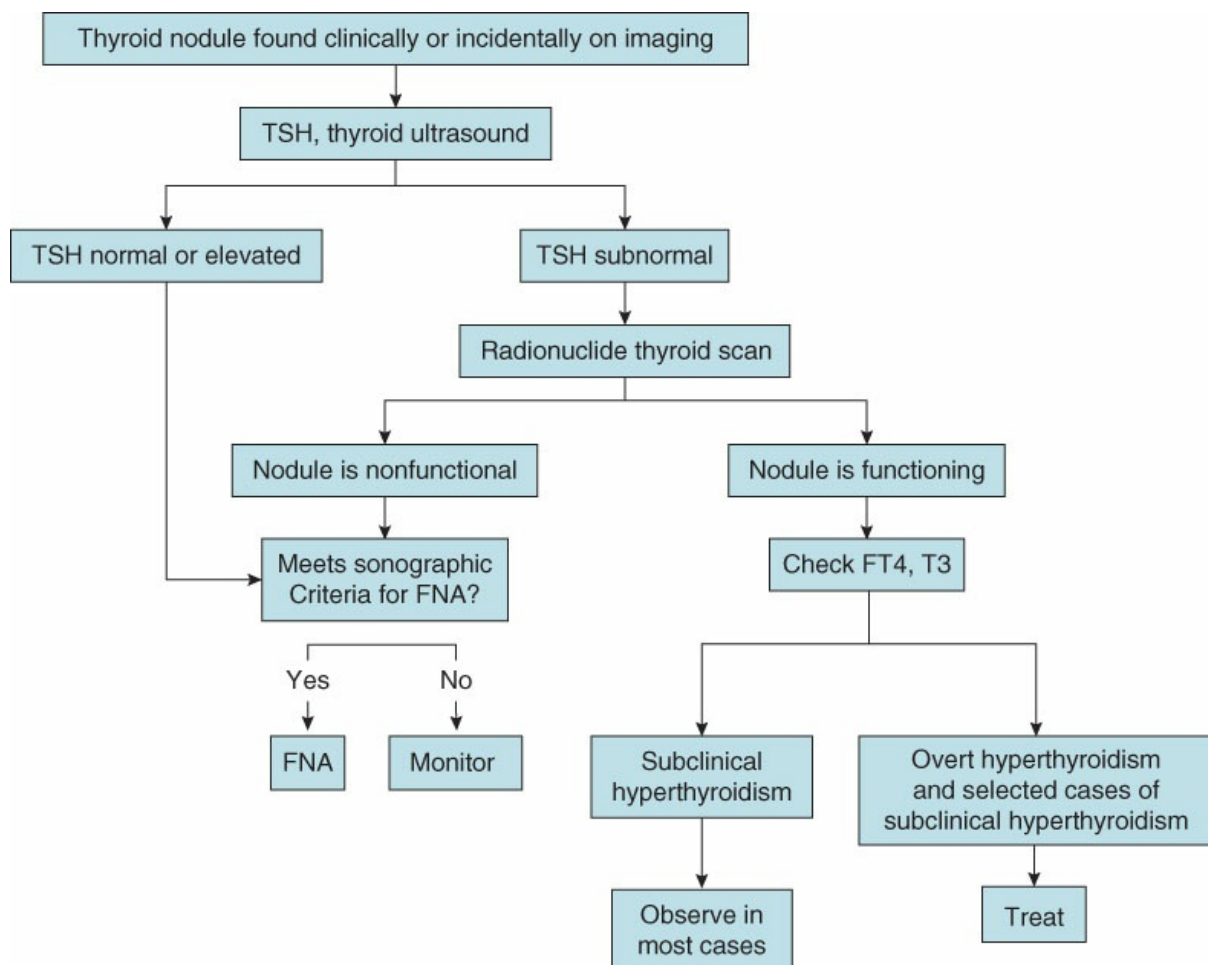 Thyroid nodule found clinically or incidentally on imaging
TSH, thyroid ultrasound
TSH normal or elevated
TSH subnormal
Radionuclide thyroid scan
Nodule is nonfunctional
Nodule is functioning
Meets sonographic
Criteria for FNA?
Check FT4, T3
Yes
No
FNA
Monitor
Subclinical
hyperthyroidism
Overt hyperthyroidism
and selected cases of
subclinical hyperthyroidism
Observe in
most cases
Treat